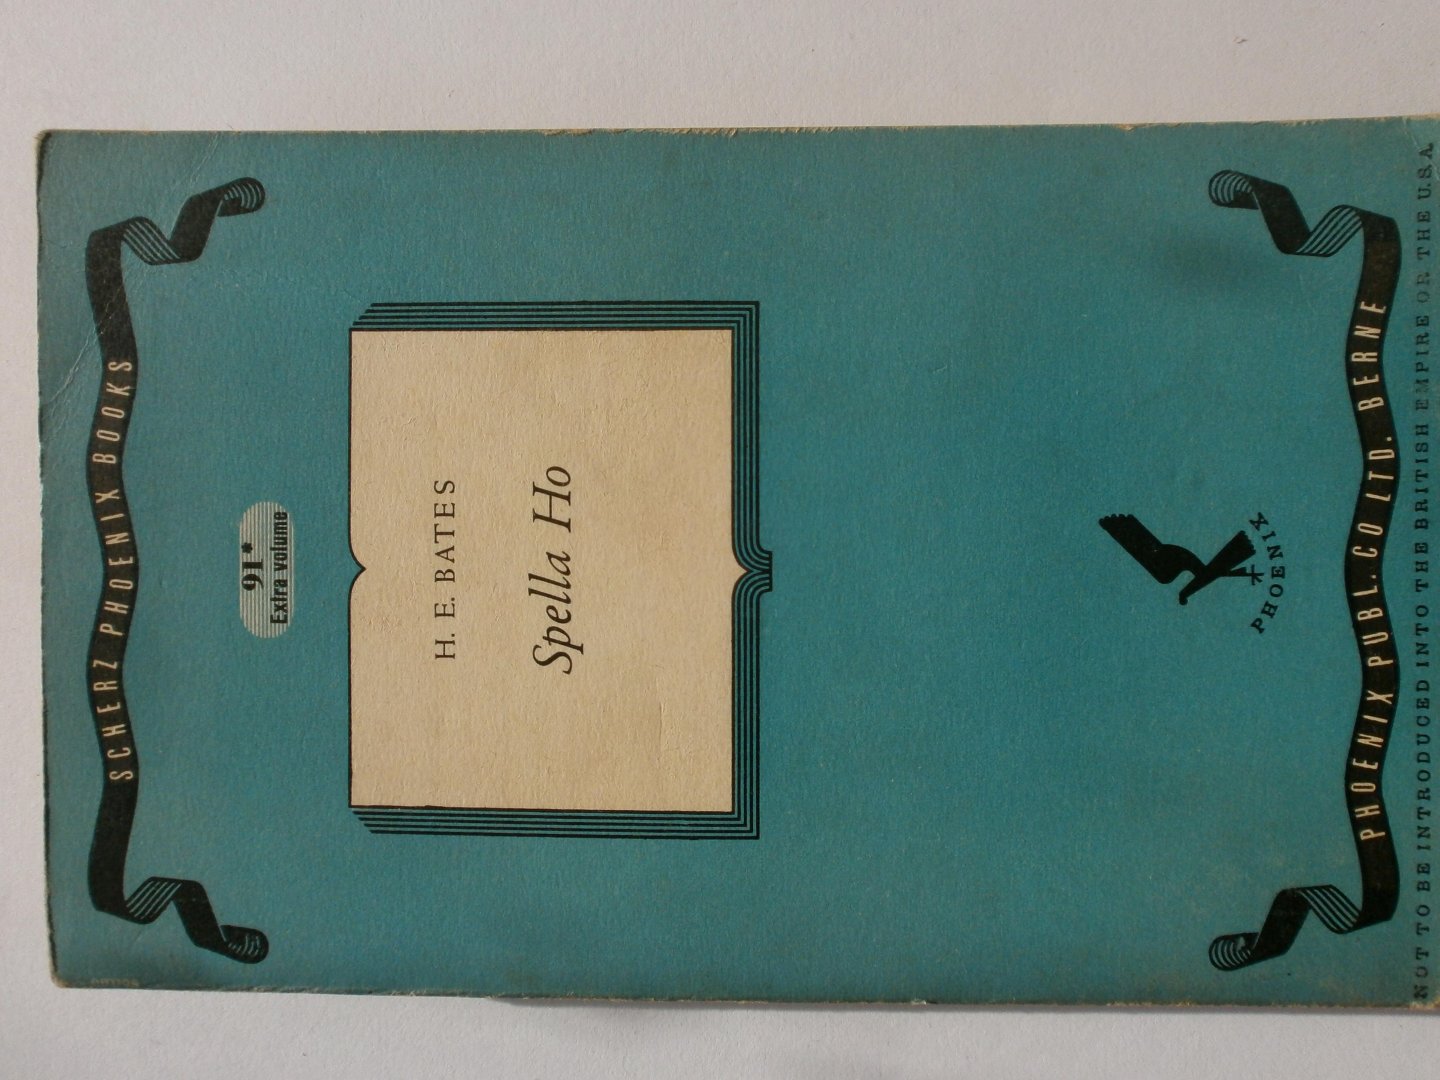 SCHERZ PHOENIX BOOKS
91*
Extra volume
H. E. BATES
Spella Ho
PHOENIX
PHOENIX PUBL. CO LTD. BERNE
NOT TO BE INTRODUCED INTO THE BRITISH EMPIRE OR THE U.S.A.